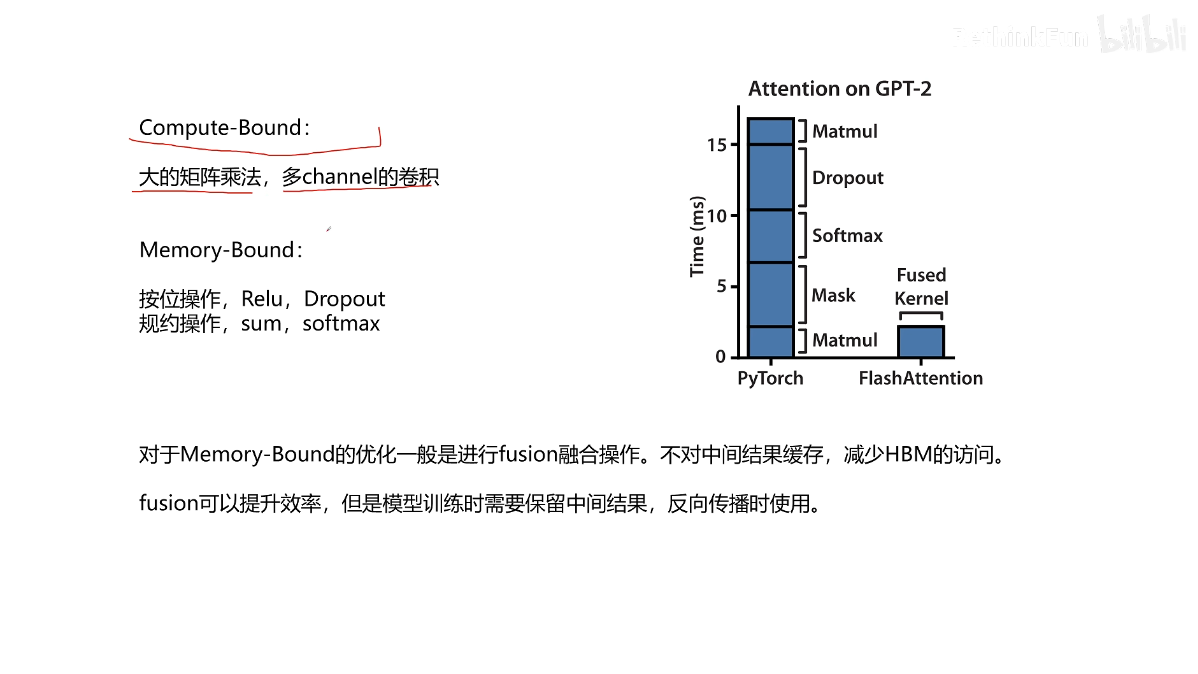 RethinkFun bilibili
Compute-Bound:
大的矩阵乘法，多channel的卷积
Memory-Bound：
按位操作，Relu，Dropout
规约操作，sum，softmax
Attention on GPT-2
Time (ms)
15
10
5
0
Matmul
Dropout
Softmax
Mask
Matmul
Fused
Kernel
PyTorch
FlashAttention
对于Memory-Bound的优化一般是进行fusion融合操作。不对中间结果缓存，减少HBM的访问。
fusion可以提升效率，但是模型训练时需要保留中间结果，反向传播时使用。